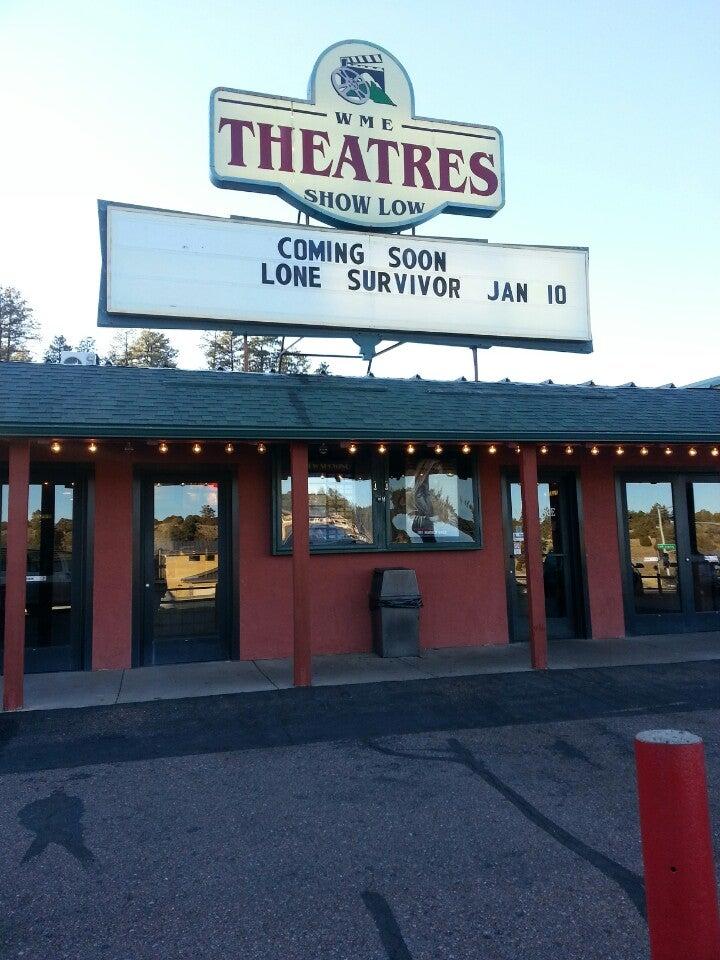 WME
THEATRES
SHOW LOW
COMING SOON
LONE SURVIVOR JAN 10